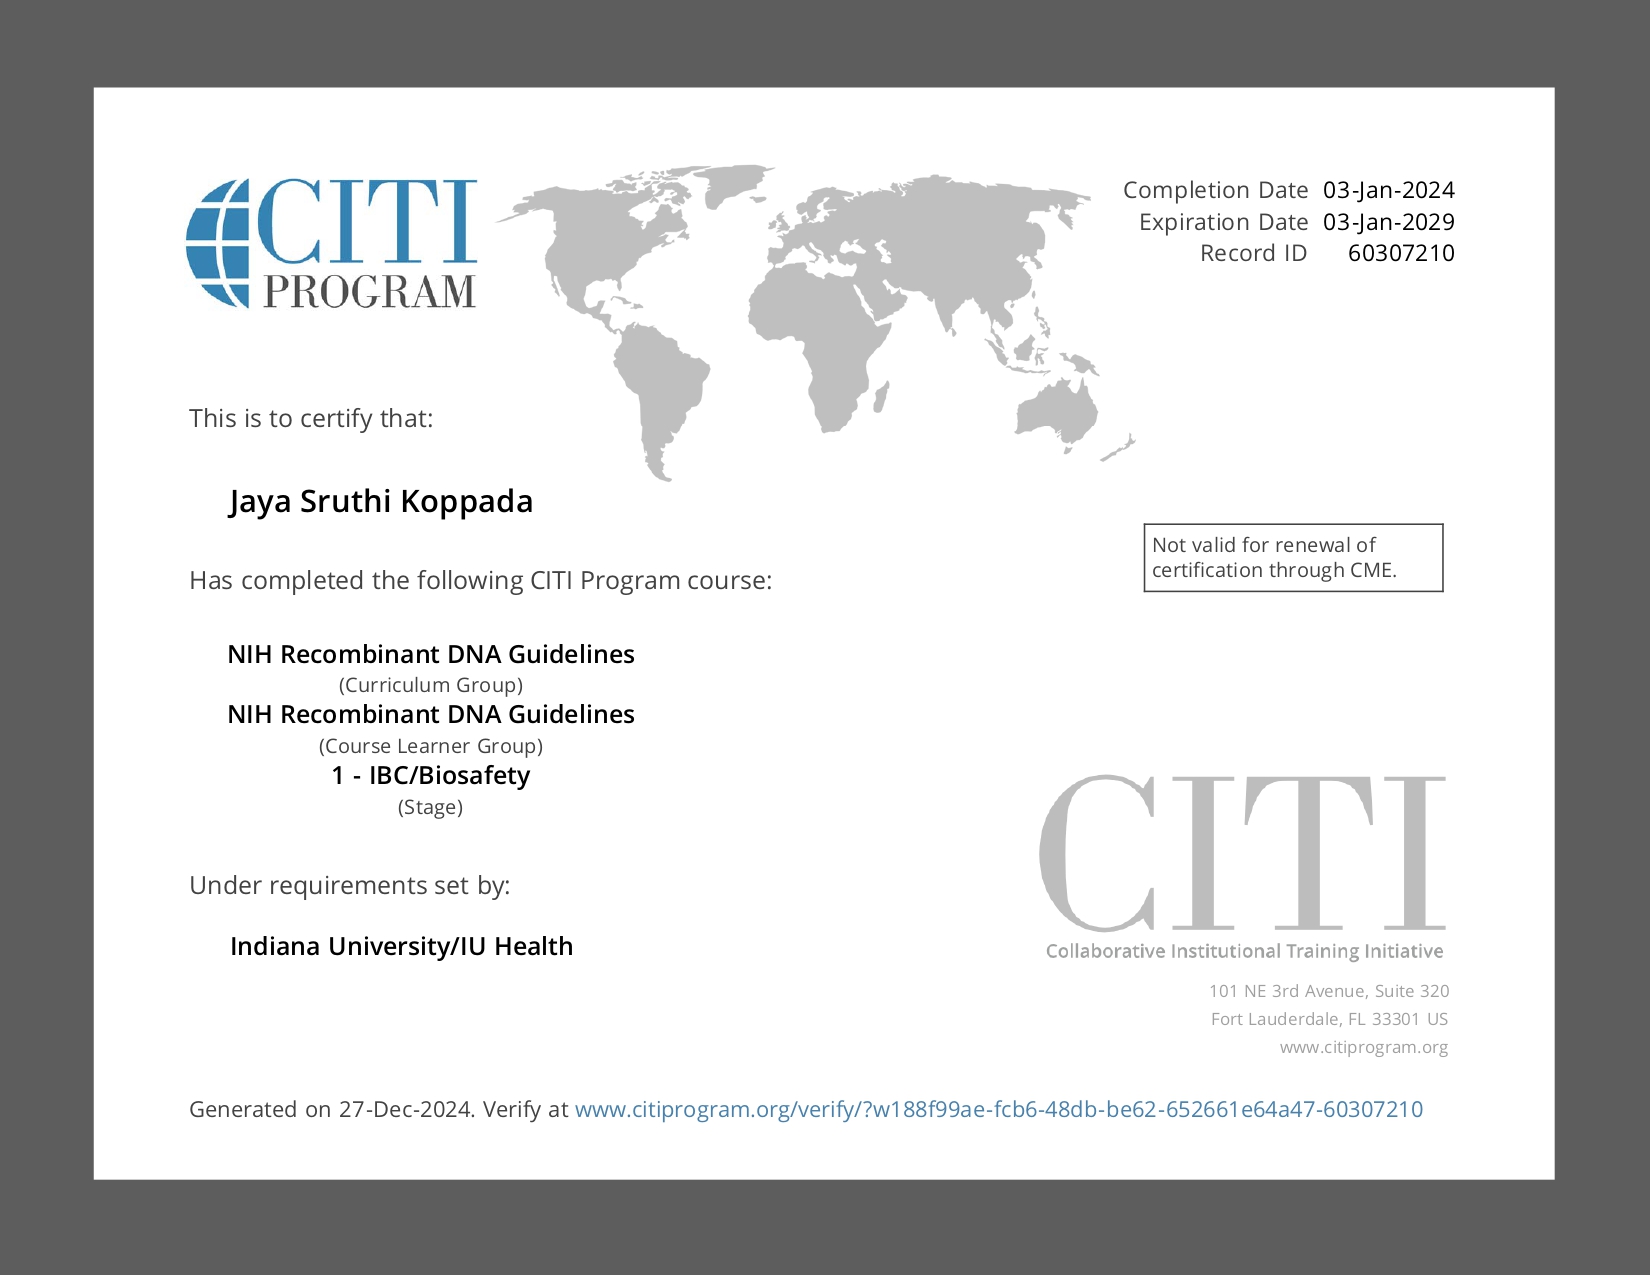 CITI
PROGRAM
Completion Date 03-Jan-2024
Expiration Date 03-Jan-2029
Record ID 60307210
This is to certify that:
Jaya Sruthi Koppada
Not valid for renewal of
certification through CME.
Has completed the following CITI Program course:
NIH Recombinant DNA Guidelines
(Curriculum Group)
NIH Recombinant DNA Guidelines
(Course Learner Group)
1 - IBC/Biosafety
(Stage)
Under requirements set by:
Indiana University/IU Health
CITI
Collaborative Institutional Training Initiative
101 NE 3rd Avenue, Suite 320
Fort Lauderdale, FL 33301 US
www.citiprogram.org
Generated on 27-Dec-2024. Verify at www.citiprogram.org/verify/?w188f99ae-fcb6-48db-be62-652661e64a47-60307210